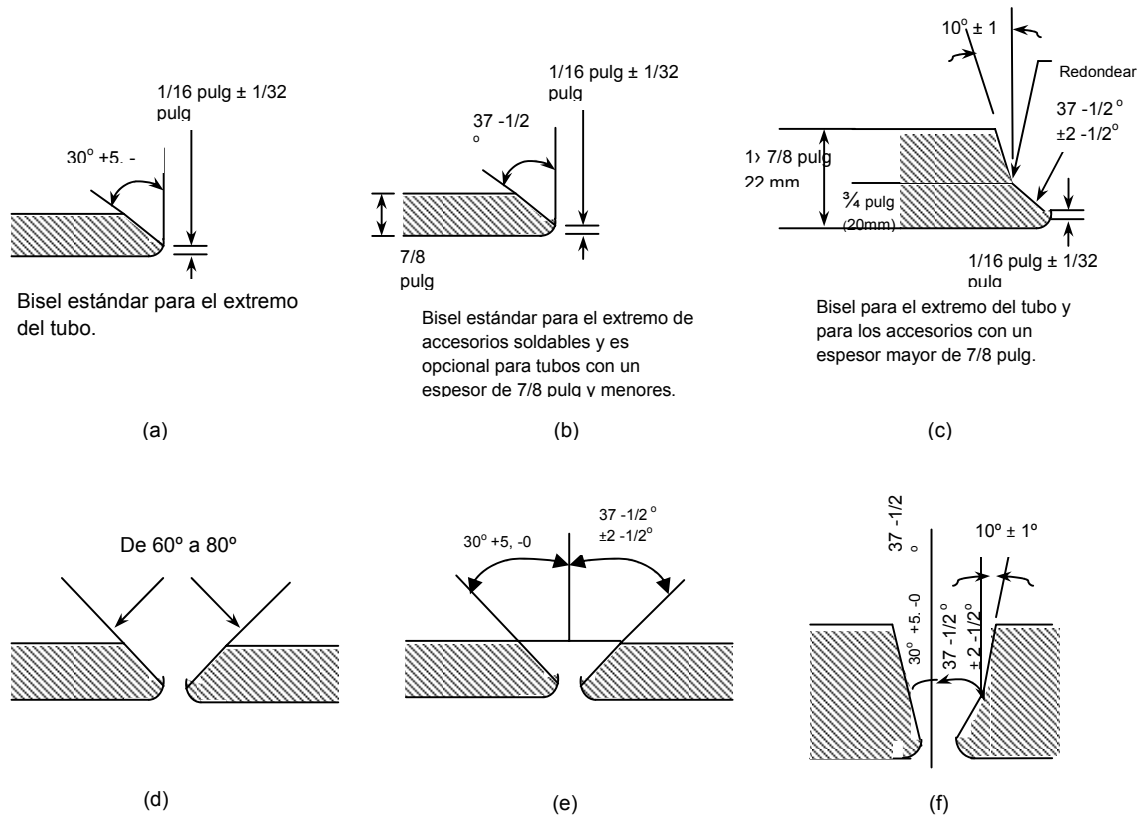 1/16 pulg ± 1/32
pulg
30° +5. -
Bisel estándar para el extremo
del tubo.
(a)
1/16 pulg ± 1/32
pulg
37 -1/2
°
7/8
pulg
Bisel estándar para el extremo de
accesorios soldables y es
opcional para tubos con un
espesor de 7/8 pulg y menores.
(b)
10° ± 1
Redondear
37 -1/2°
±2 -1/2°
7/8 pulg
22 mm
¾ pulg
(20mm)
1/16 pulg ± 1/32
pulg
Bisel para el extremo del tubo y
para los accesorios con un
espesor mayor de 7/8 pulg.
(c)
De 60º a 80º
(d)
30° +5, -0
37 -1/2°
±2 -1/2°
(e)
37 -1/2
°
30° +5. -0
37 -1/2°
± 2 -1/2°
10º ± 1º
(f)